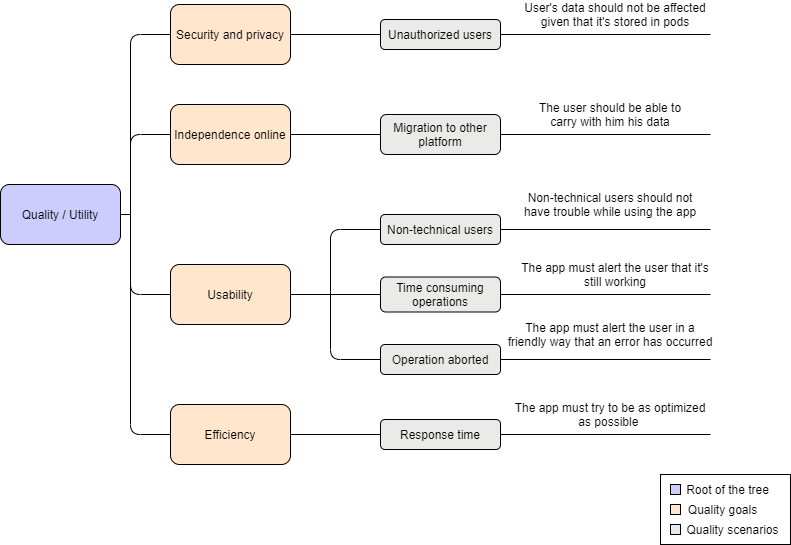 User's data should not be affected
given that it's stored in pods
Security and privacy
Unauthorized users
The user should be able to
carry with him his data
Independence online
Migration to other
platform
Quality / Utility
Non-technical users should not
have trouble while using the app
Non-technical users
The app must alert the user that it's
still working
Usability
Time consuming
operations
The app must alert the user in a
friendly way that an error has occurred
Operation aborted
The app must try to be as optimized
as possible
Efficiency
Response time
Root of the tree
Quality goals
Quality scenarios